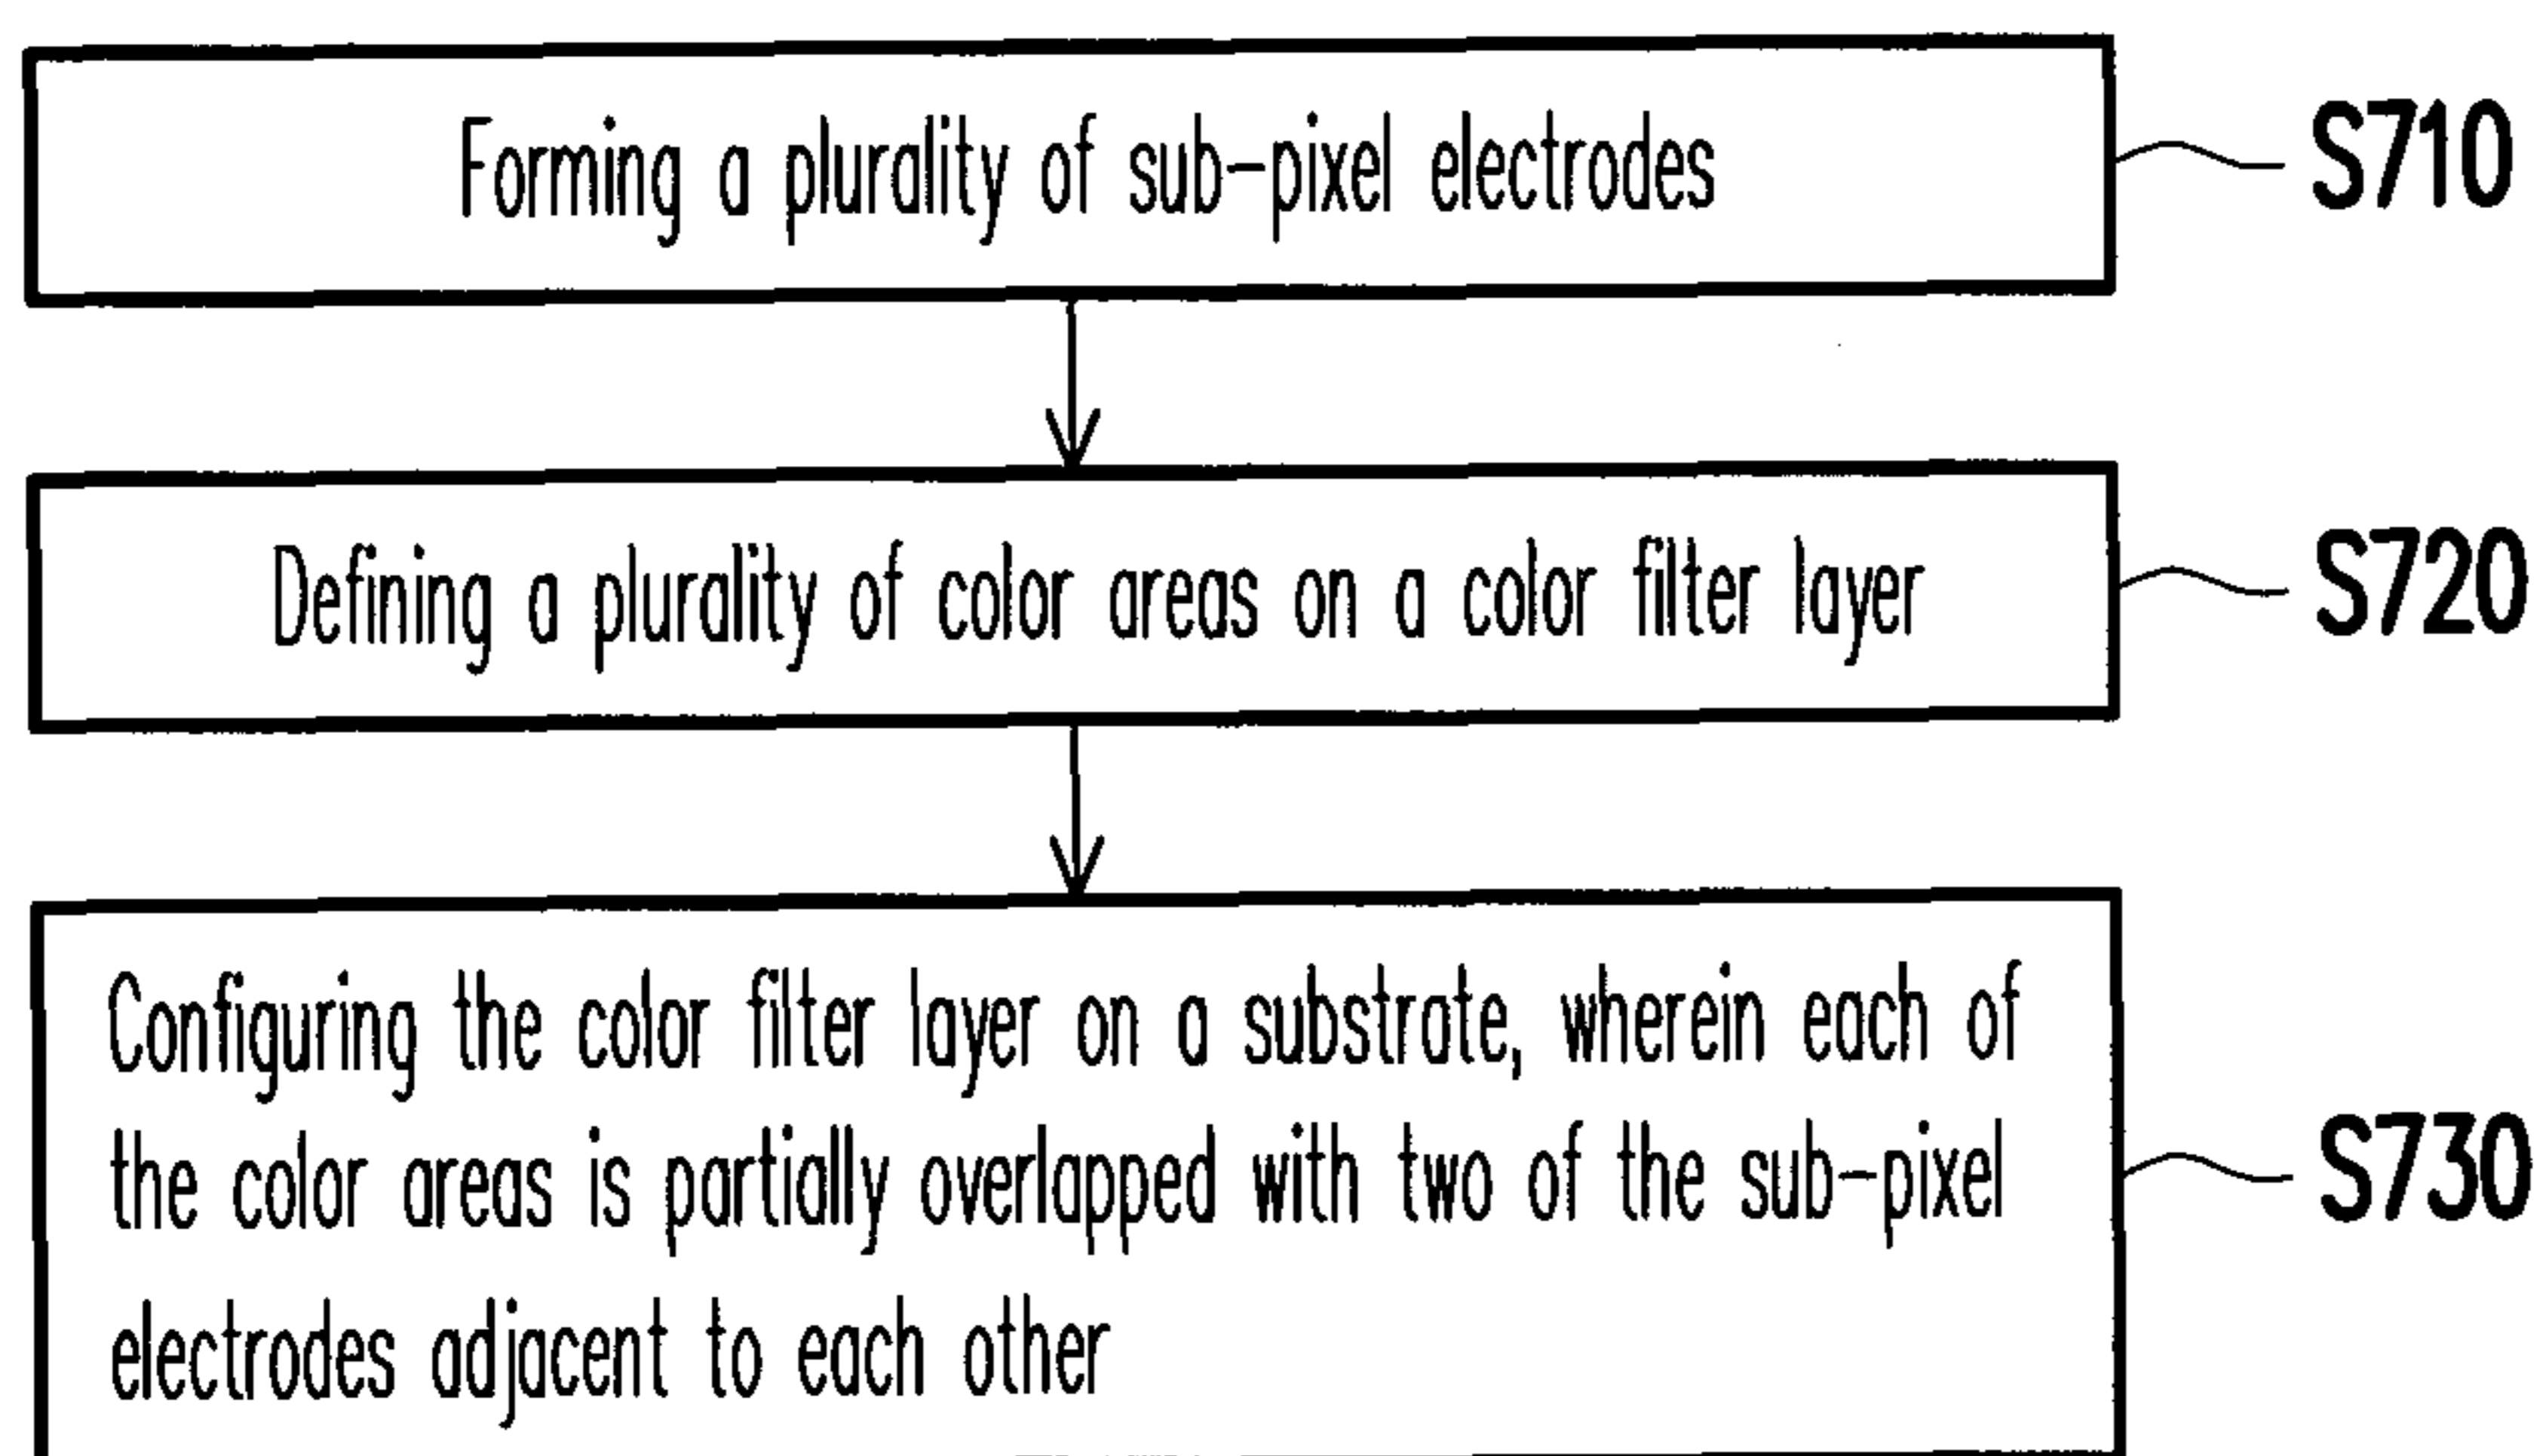 Forming a plurality of sub-pixel electrodes
S710
Defining a plurality of color areas on a color filter layer
S720
Configuring the color filter layer on a substrate, wherein each of
the color areas is partially overlapped with two of the sub-pixel
electrodes adjacent to each other
S730